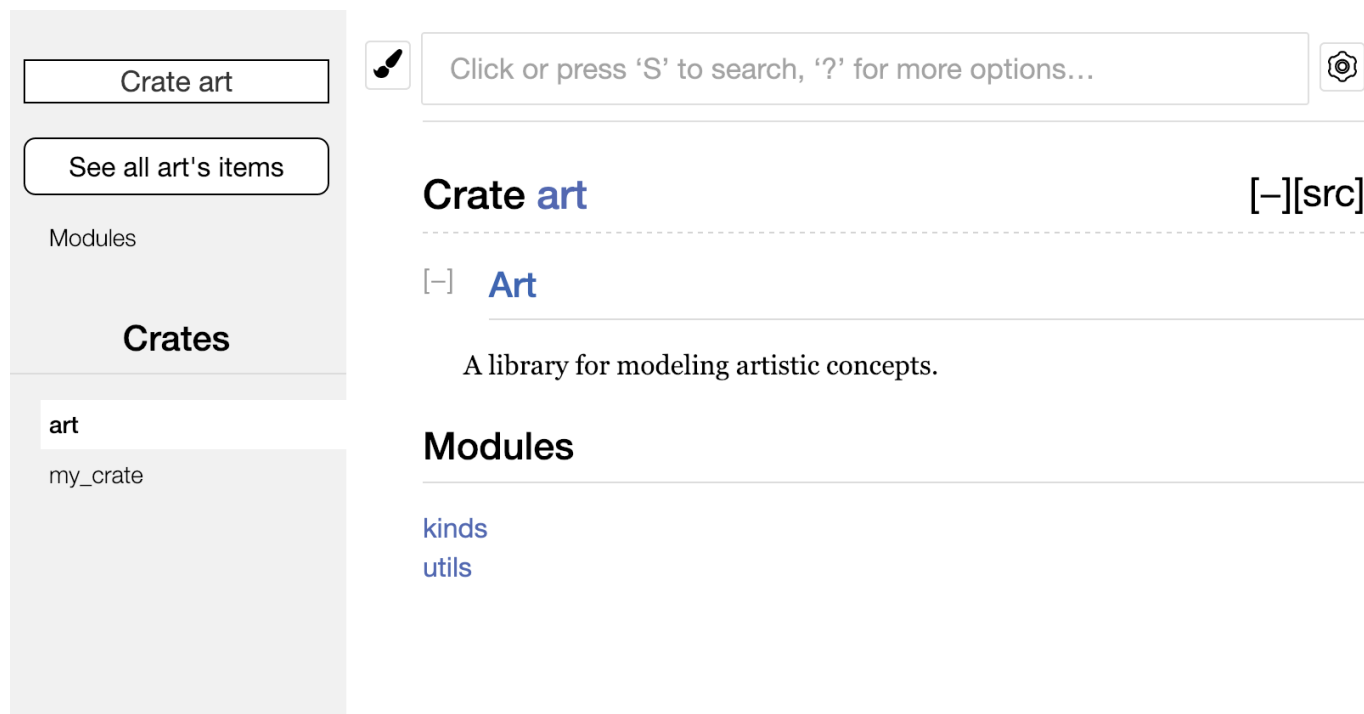 Crate art
See all art's items
Modules
Crates
art
my_crate
Click or press ‘S’ to search, ‘?’ for more options…
Crate art [–][src]
[–] Art
A library for modeling artistic concepts.
Modules
kinds
utils